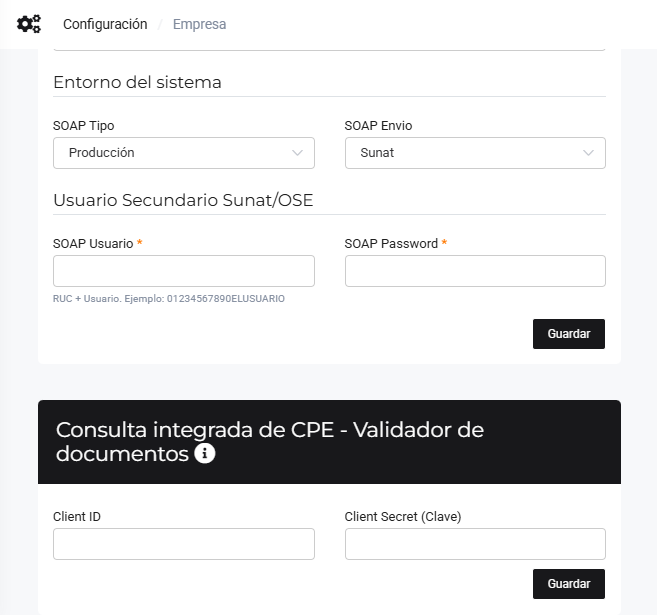 Configuración / Empresa
Entorno del sistema
SOAP Tipo SOAP Envio
Producción Sunat
Usuario Secundario Sunat/OSE
SOAP Usuario * SOAP Password *
RUC + Usuario. Ejemplo: 01234567890ELUSUARIO
Guardar
Consulta integrada de CPE - Validador de
documentos
Client ID Client Secret (Clave)
Guardar